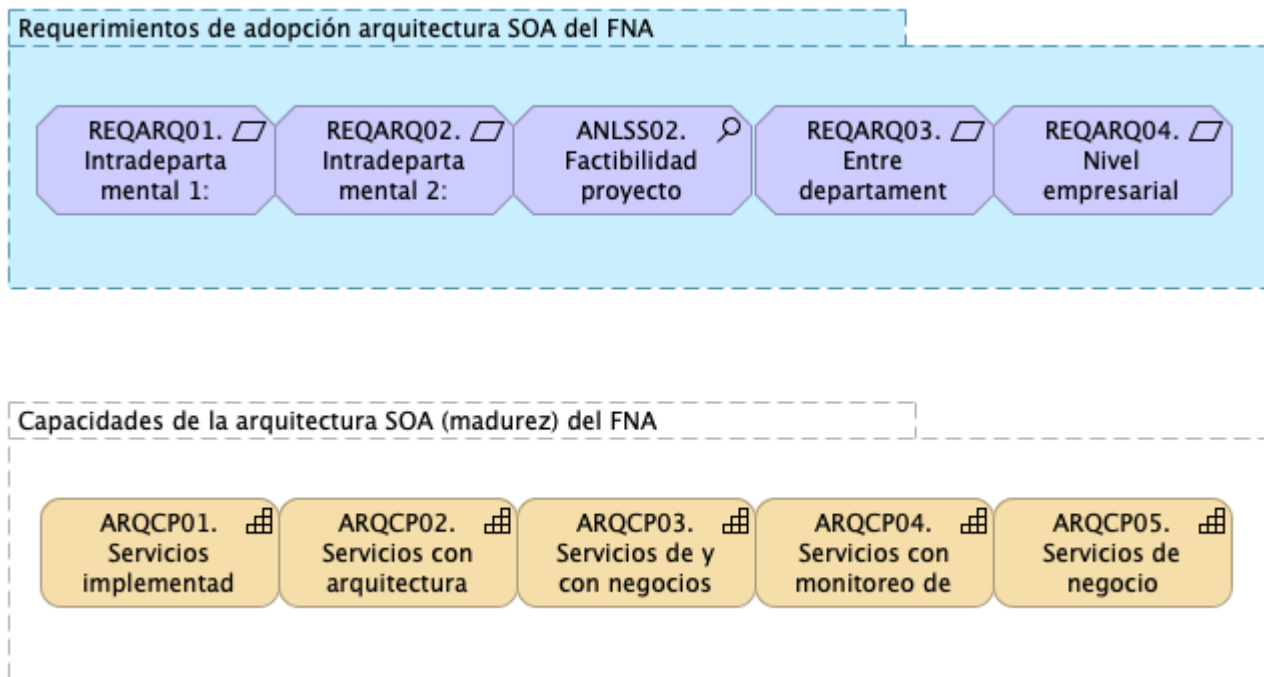 Requerimientos de adopción arquitectura SOA del FNA
REQARQ01.
Intradeparta
mental 1:
REQARQ02.
Intradeparta
mental 2:
ANLSS02.
Factibilidad
proyecto
REQARQ03.
Entre
departament
REQARQ04.
Nivel
empresarial
Capacidades de la arquitectura SOA (madurez) del FNA
ARQCP01.
Servicios
implementad
ARQCP02.
Servicios con
arquitectura
ARQCP03.
Servicios de y
con negocios
ARQCP04.
Servicios con
monitoreo de
ARQCP05.
Servicios de
negocio